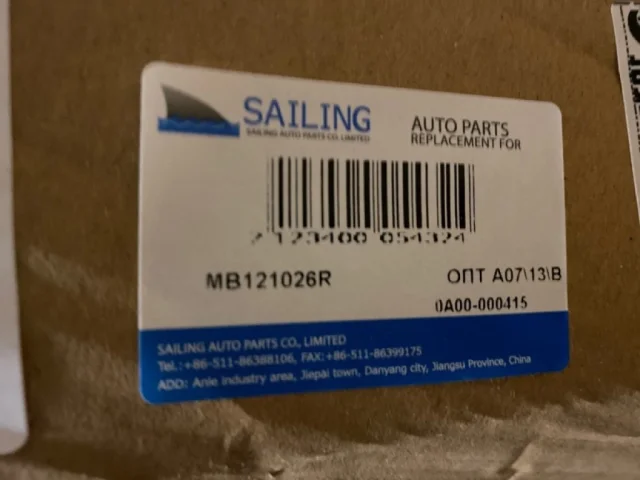 SAILING
SAILING AUTO PARTS CO. LIMITED
AUTO PARTS
REPLACEMENT FOR
2 123400 054324
MB121026R
ОПТ A07\13\B
0A00-000415
SAILING AUTO PARTS CO., LIMITED
Tel.:+86-511-86388106, FAX:+86-511-86399175
ADD: Anle industry area, Jiepai town, Danyang city, Jiangsu Province, China